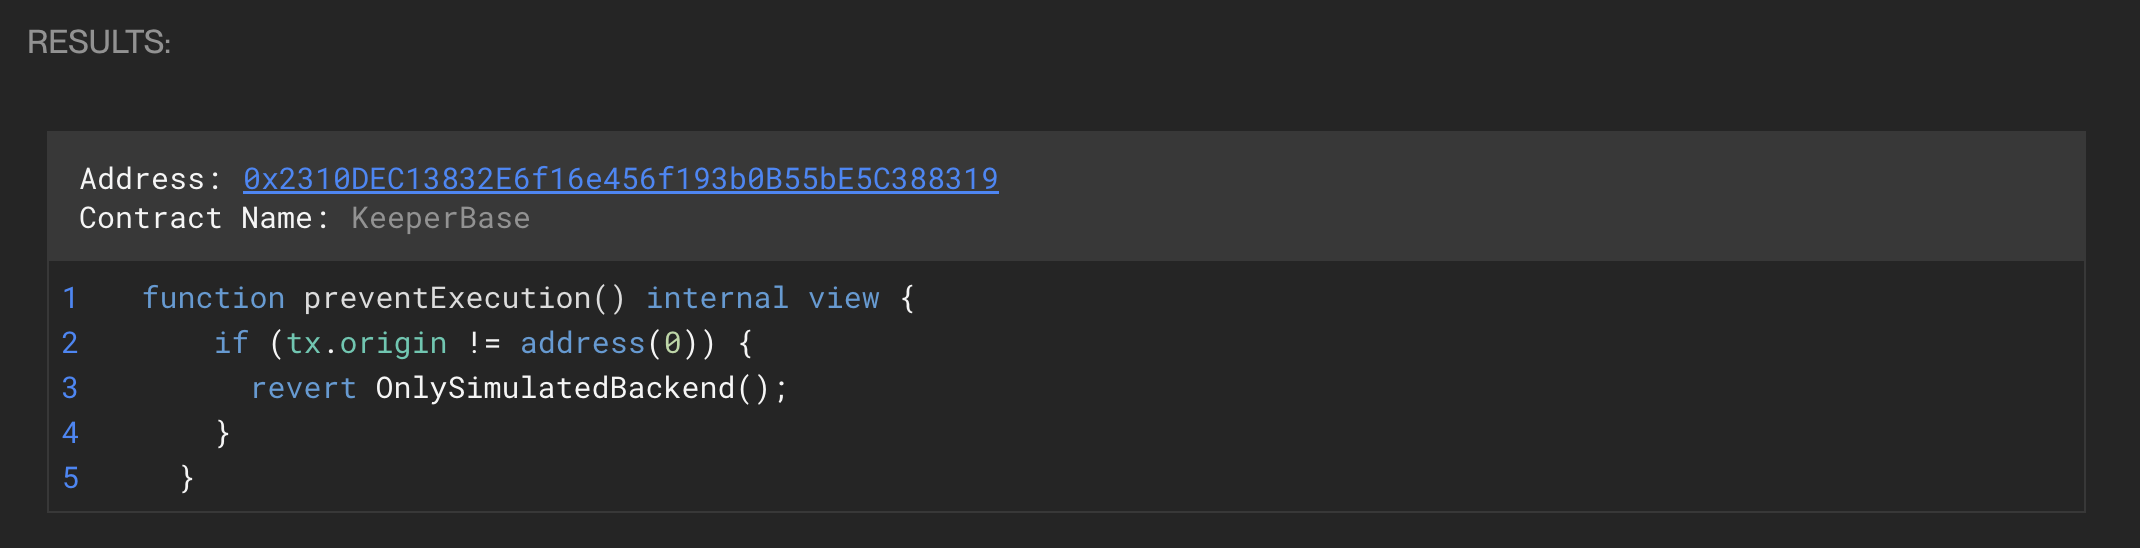 RESULTS:
Address: 0x2310DEC13832E6f16e456f193b0B55bE5C388319
Contract Name: KeeperBase
1 function preventExecution() internal view {
2 if (tx.origin != address(0)) {
3 revert OnlySimulatedBackend();
4 }
5 }